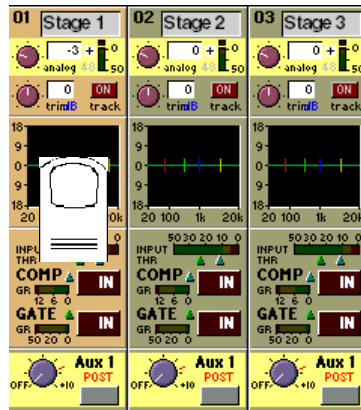 01 Stage 1
02 Stage 2
03 Stage 3
-3 + 0
0 + 0
0 + 0
analog 48 50
analog 48 50
analog 48 50
0 ON
0 ON
0 ON
trim dB track
trim dB track
trim dB track
18
9
0
9
18
20 20k
18
9
0
9
18
20 100 1k 20k
18
9
0
9
18
20 100 1k 20k
INPUT 0
THR
COMP IN
GR
12 6 0
GATE IN
GR
50 20 0
50 30 20 10 0
INPUT
THR
COMP IN
GR
12 6 0
GATE IN
GR
50 20 0
50 30 20 10 0
INPUT
THR
COMP IN
GR
12 6 0
GATE IN
GR
50 20 0
Aux 1
POST
OFF +10
Aux 1
POST
OFF +10
Aux 1
POST
OFF +10